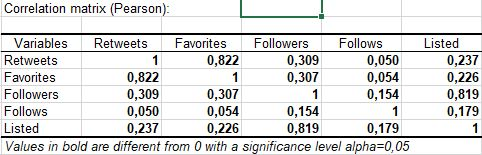 Correlation matrix (Pearson):
Variables Retweets Favorites Followers Follows Listed
Retweets 1 0,822 0,309 0,050 0,237
Favorites 0,822 1 0,307 0,054 0,226
Followers 0,309 0,307 1 0,154 0,819
Follows 0,050 0,054 0,154 1 0,179
Listed 0,237 0,226 0,819 0,179 1
Values in bold are different from 0 with a significance level alpha=0,05